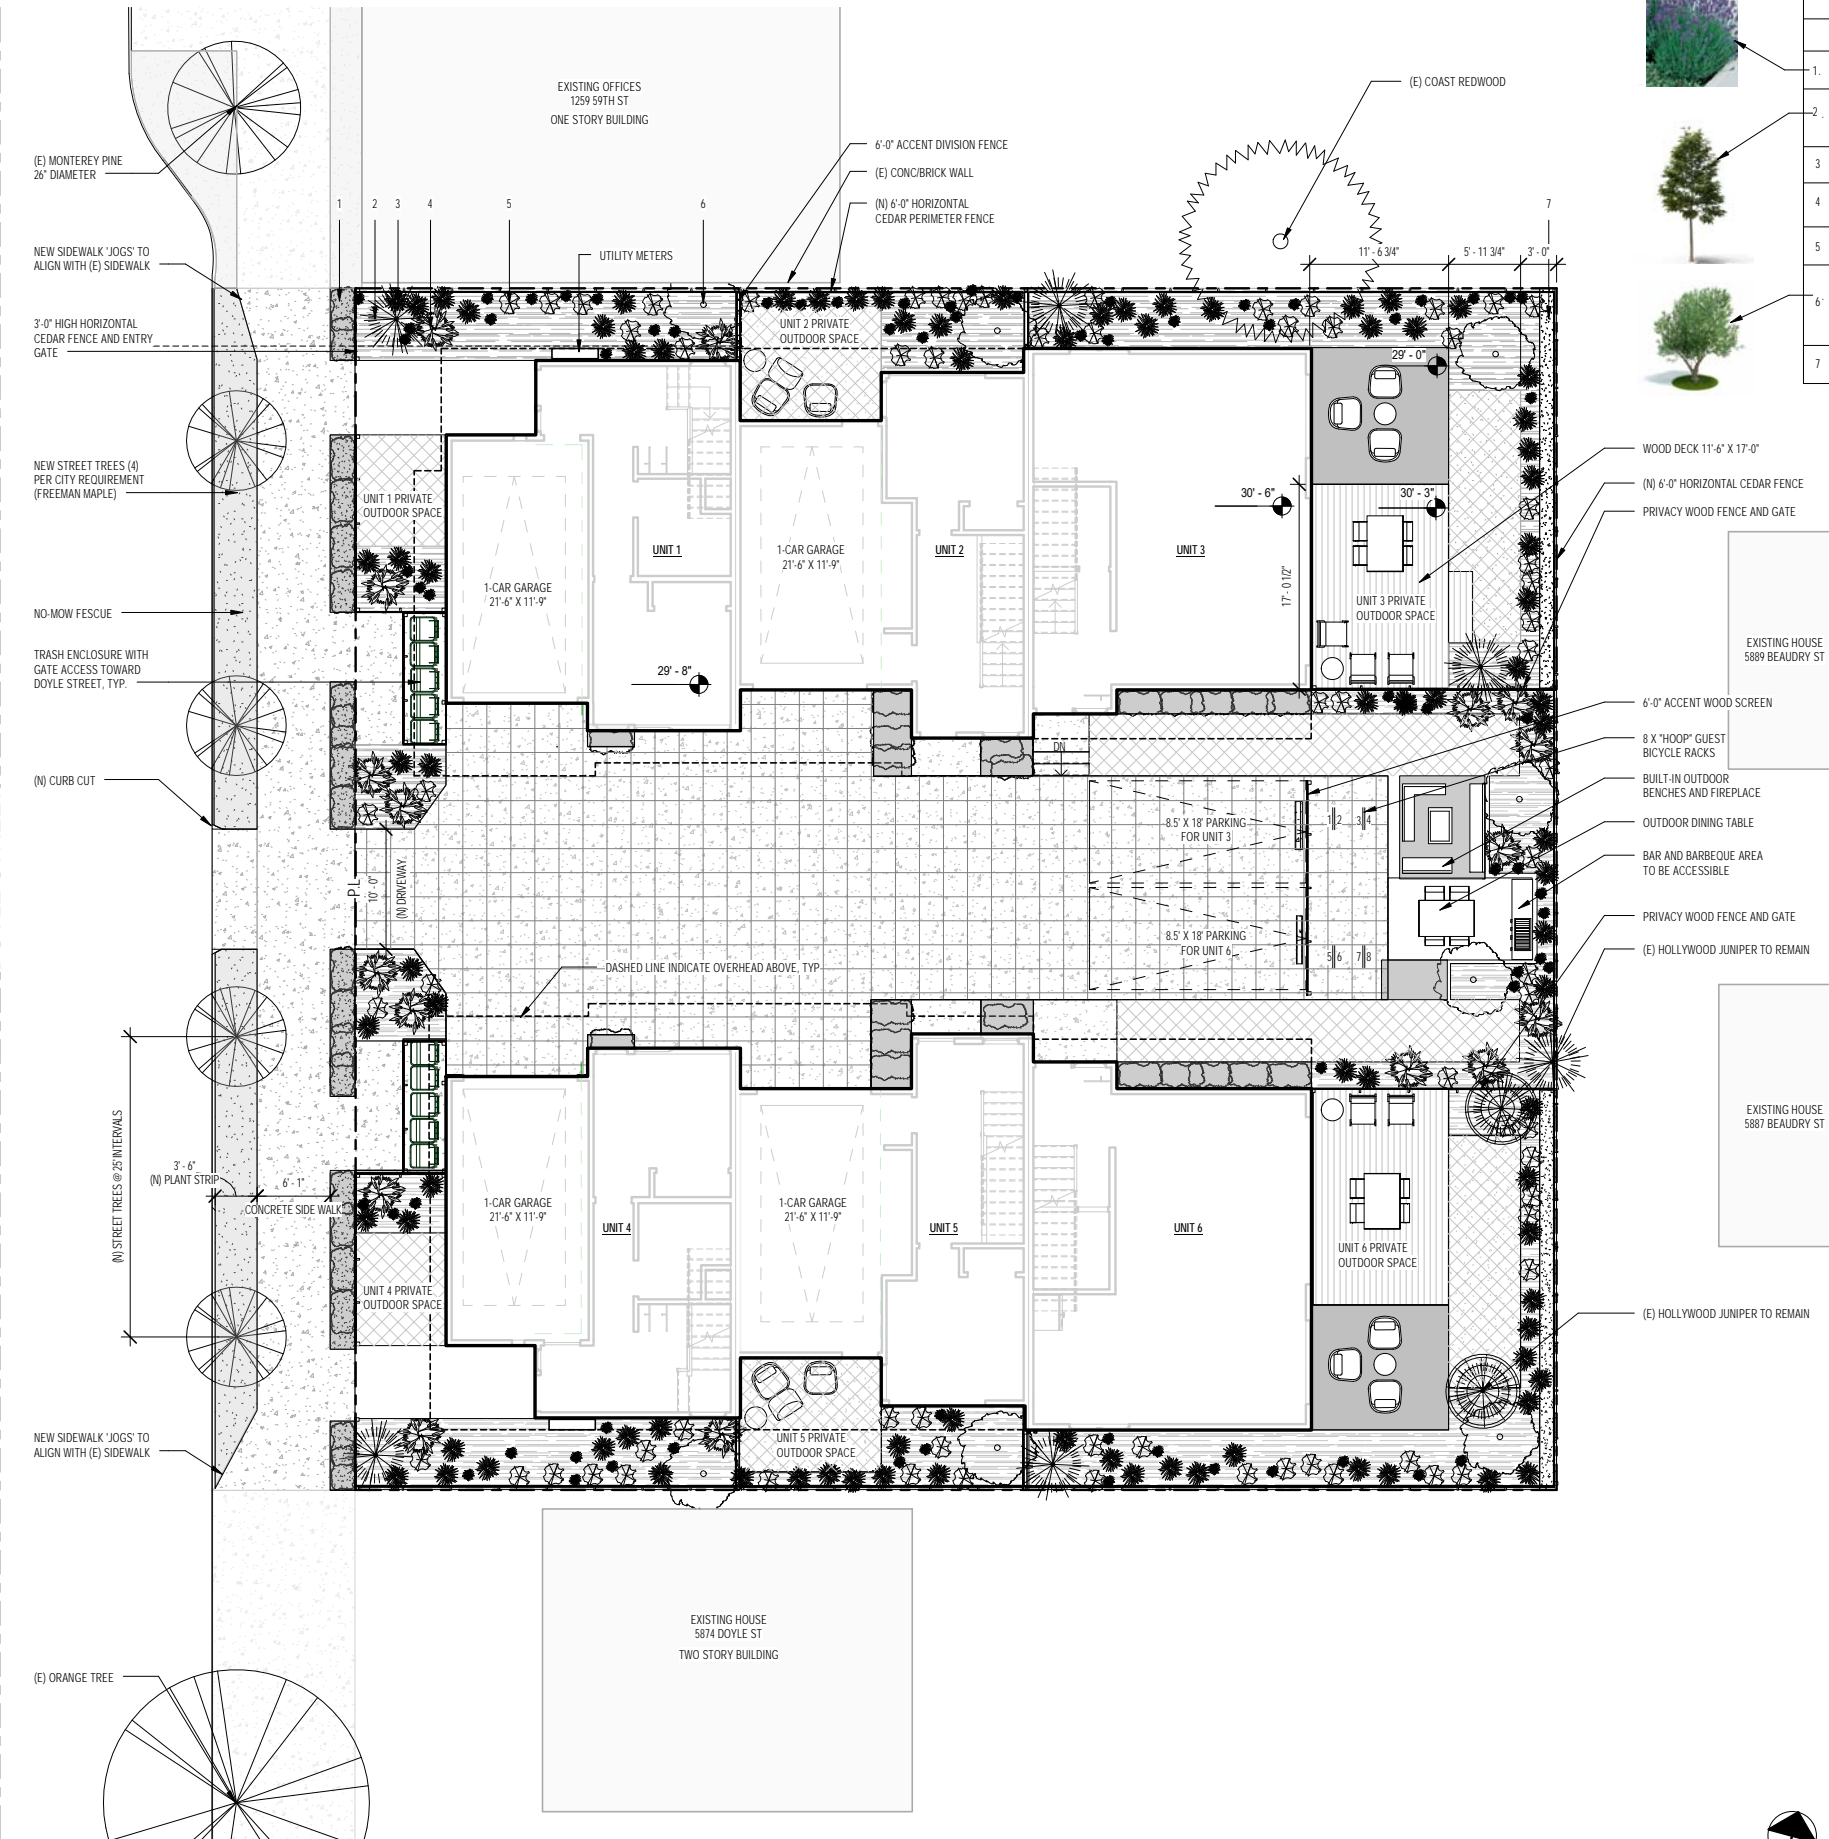 EXISTING OFFICES
1259 59TH ST
ONE STORY BUILDING
(E) COAST REDWOOD
1.
2.
3
4
5
6
7
(E) MONTEREY PINE
26" DIAMETER
6'-0" ACCENT DIVISION FENCE
(E) CONC/BRICK WALL
(N) 6'-0" HORIZONTAL
CEDAR PERIMETER FENCE
1
2
3
4
5
6
7
NEW SIDEWALK 'JOGS' TO
ALIGN WITH (E) SIDEWALK
UTILITY METERS
11' - 6 3/4"
5' - 11 3/4"
3' - 0"
3'-0" HIGH HORIZONTAL
CEDAR FENCE AND ENTRY
GATE
UNIT 2 PRIVATE
OUTDOOR SPACE
29' - 0"
NEW STREET TREES (4)
PER CITY REQUIREMENT
(FREEMAN MAPLE)
UNIT 1 PRIVATE
OUTDOOR SPACE
30' - 6"
30' - 3"
WOOD DECK 11'-6" X 17'-0"
(N) 6'-0" HORIZONTAL CEDAR FENCE
PRIVACY WOOD FENCE AND GATE
UNIT 1
1-CAR GARAGE
21'-6" X 11'-9"
UNIT 2
UNIT 3
1-CAR GARAGE
21'-6" X 11'-9"
17' - 0 1/2"
UNIT 3 PRIVATE
OUTDOOR SPACE
NO-MOW FESCUE
TRASH ENCLOSURE WITH
GATE ACCESS TOWARD
DOYLE STREET, TYP.
29' - 8"
EXISTING HOUSE
5889 BEAUDRY ST
6'-0" ACCENT WOOD SCREEN
8 X "HOOP" GUEST
BICYCLE RACKS
DN
(N) CURB CUT
BUILT-IN OUTDOOR
BENCHES AND FIREPLACE
8.5' X 18' PARKING
FOR UNIT 3
1 2 3 4
OUTDOOR DINING TABLE
BAR AND BARBEQUE AREA
TO BE ACCESSIBLE
P.L
10' - 0"
(N) DRIVEWAY
8.5' X 18' PARKING
FOR UNIT 6
5 6 7 8
PRIVACY WOOD FENCE AND GATE
(E) HOLLYWOOD JUNIPER TO REMAIN
DASHED LINE INDICATE OVERHEAD ABOVE, TYP
EXISTING HOUSE
5887 BEAUDRY ST
(N) STREET TREES @ 25' INTERVALS
3' - 6"
(N) PLANT STRIP
6' - 1"
CONCRETE SIDE WALK
1-CAR GARAGE
21'-6" X 11'-9"
UNIT 4
1-CAR GARAGE
21'-6" X 11'-9"
UNIT 5
UNIT 6
UNIT 6 PRIVATE
OUTDOOR SPACE
UNIT 4 PRIVATE
OUTDOOR SPACE
(E) HOLLYWOOD JUNIPER TO REMAIN
NEW SIDEWALK 'JOGS' TO
ALIGN WITH (E) SIDEWALK
UNIT 5 PRIVATE
OUTDOOR SPACE
EXISTING HOUSE
5874 DOYLE ST
TWO STORY BUILDING
(E) ORANGE TREE